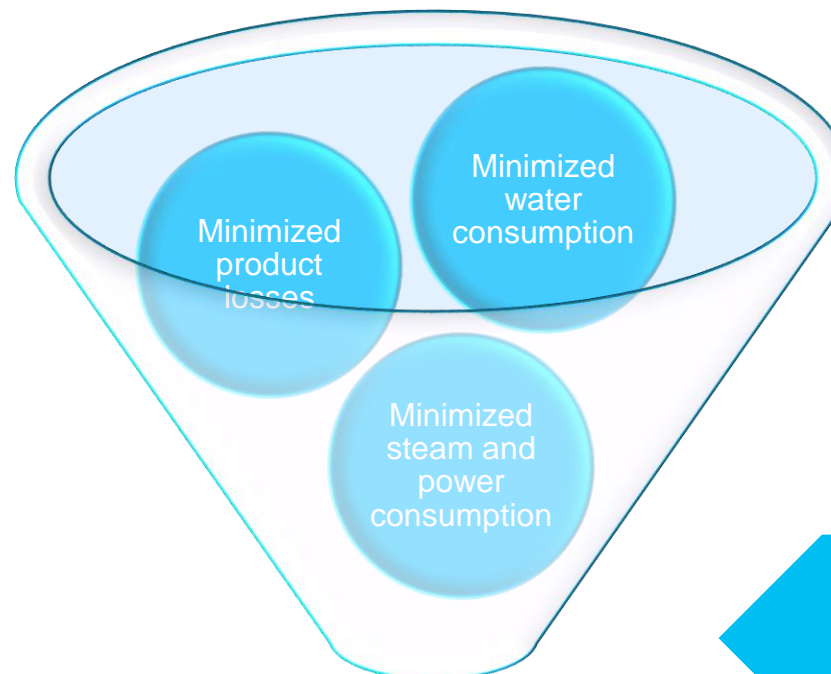 Minimized
water
consumption
Minimized
product
losses
Minimized
steam and
power
consumption